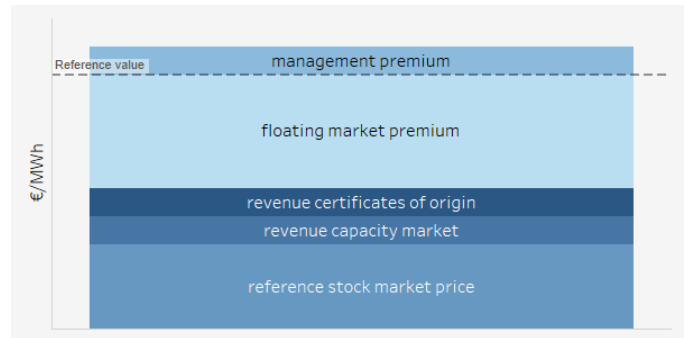 management premium
Reference value
floating market premium
€/MWh
revenue certificates of origin
revenue capacity market
reference stock market price